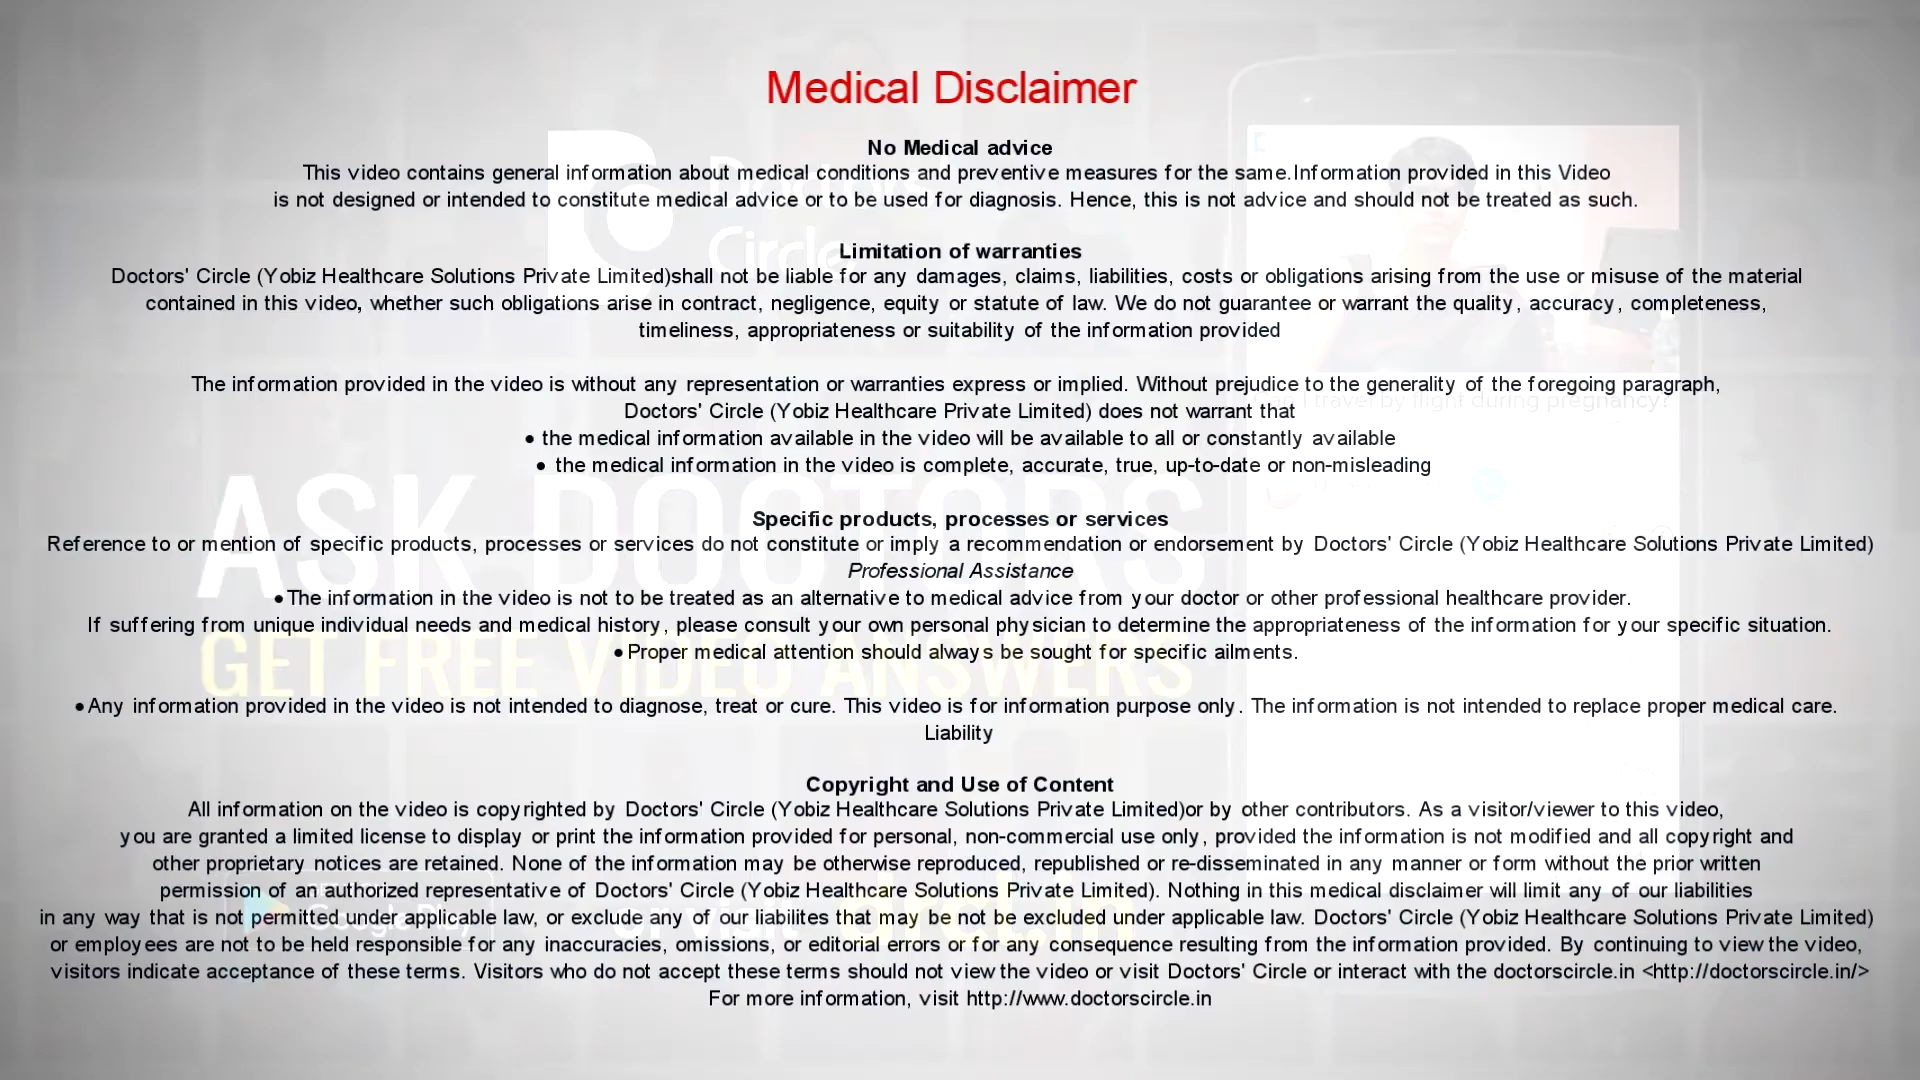 Medical Disclaimer
No Medical advice
This video contains general information about medical conditions and preventive measures for the same.Information provided in this Video
is not designed or intended to constitute medical advice or to be used for diagnosis. Hence, this is not advice and should not be treated as such.
Doctors
Circle
Limitation of warranties
Doctors' Circle (Yobiz Healthcare Solutions Private Limited)shall not be liable for any damages, claims, liabilities, costs or obligations arising from the use or misuse of the material
contained in this video, whether such obligations arise in contract, negligence, equity or statute of law. We do not guarantee or warrant the quality, accuracy, completeness,
timeliness, appropriateness or suitability of the information provided
The information provided in the video is without any representation or warranties express or implied. Without prejudice to the generality of the foregoing paragraph,
Can I travel by flight during pregnancy?
Doctors' Circle (Yobiz Healthcare Private Limited) does not warrant that
• the medical information available in the video will be available to all or constantly available
• the medical information in the video is complete, accurate, true, up-to-date or non-misleading
ASK DOCTORS
Specific products, processes or services
Reference to or mention of specific products, processes or services do not constitute or imply a recommendation or endorsement by Doctors' Circle (Yobiz Healthcare Solutions Private Limited)
Professional Assistance
•The information in the video is not to be treated as an alternative to medical advice from your doctor or other professional healthcare provider.
If suffering from unique individual needs and medical history, please consult your own personal physician to determine the appropriateness of the information for your specific situation.
•Proper medical attention should always be sought for specific ailments.
GET FREE VIDEO ANSWERS
•Any information provided in the video is not intended to diagnose, treat or cure. This video is for information purpose only. The information is not intended to replace proper medical care.
Liability
Copyright and Use of Content
All information on the video is copyrighted by Doctors' Circle (Yobiz Healthcare Solutions Private Limited)or by other contributors. As a visitor/viewer to this video,
you are granted a limited license to display or print the information provided for personal, non-commercial use only, provided the information is not modified and all copyright and
other proprietary notices are retained. None of the information may be otherwise reproduced, republished or re-disseminated in any manner or form without the prior written
permission of an authorized representative of Doctors' Circle (Yobiz Healthcare Solutions Private Limited). Nothing in this medical disclaimer will limit any of our liabilities
in any way that is not permitted under applicable law, or exclude any of our liabilites that may be not be excluded under applicable law. Doctors' Circle (Yobiz Healthcare Solutions Private Limited)
Google Play or visit drcl.in
or employees are not to be held responsible for any inaccuracies, omissions, or editorial errors or for any consequence resulting from the information provided. By continuing to view the video,
visitors indicate acceptance of these terms. Visitors who do not accept these terms should not view the video or visit Doctors' Circle or interact with the doctorscircle.in <http://doctorscircle.in/>
For more information, visit http://www.doctorscircle.in